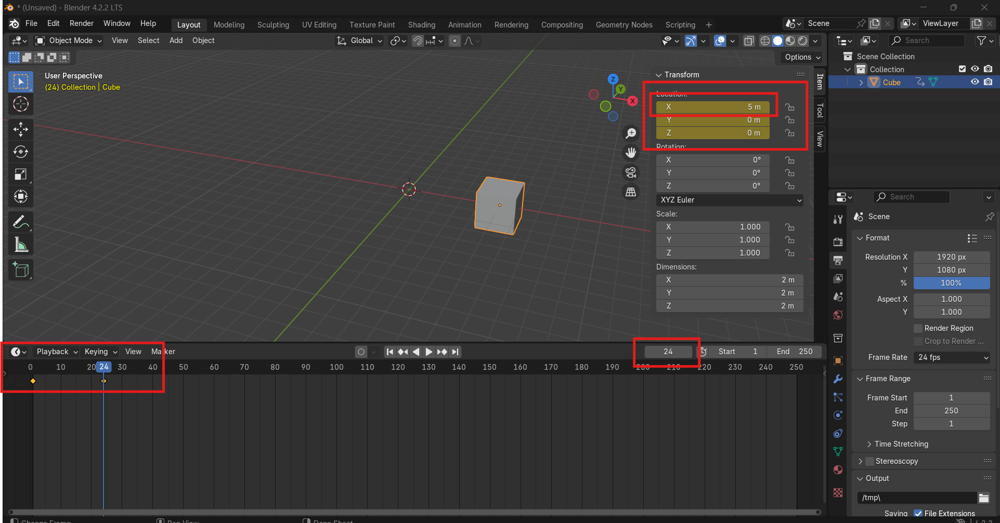 * (Unsaved) - Blender 4.2.2 LTS
File Edit Render Window Help Layout Modeling Sculpting UV Editing Texture Paint Shading Animation Rendering Compositing Geometry Nodes Scripting + Scene ViewLayer
Object Mode View Select Add Object Global Search
Options
User Perspective
(24) Collection | Cube
Z
Y
X
Transform
Location:
X 5 m
Y 0 m
Z 0 m
Rotation:
X 0°
Y 0°
Z 0°
XYZ Euler
Scale:
X 1.000
Y 1.000
Z 1.000
Dimensions:
X 2 m
Y 2 m
Z 2 m
Item
Tool
View
Scene Collection
Collection
Cube
Search
Scene
Format
Resolution X 1920 px
Y 1080 px
% 100%
Aspect X 1.000
Y 1.000
Render Region
Crop to Render ...
Frame Rate 24 fps
Frame Range
Frame Start 1
End 250
Step 1
Time Stretching
Stereoscopy
Output
/tmp\
Saving File Extensions
Playback Keying View Marker 24 Start 1 End 250
0 10 20 24 30 40 50 60 70 80 90 100 110 120 130 140 150 160 170 180 190 200 210 220 230 240 250
Change Frame Pan View Dope Sheet 4.2.2